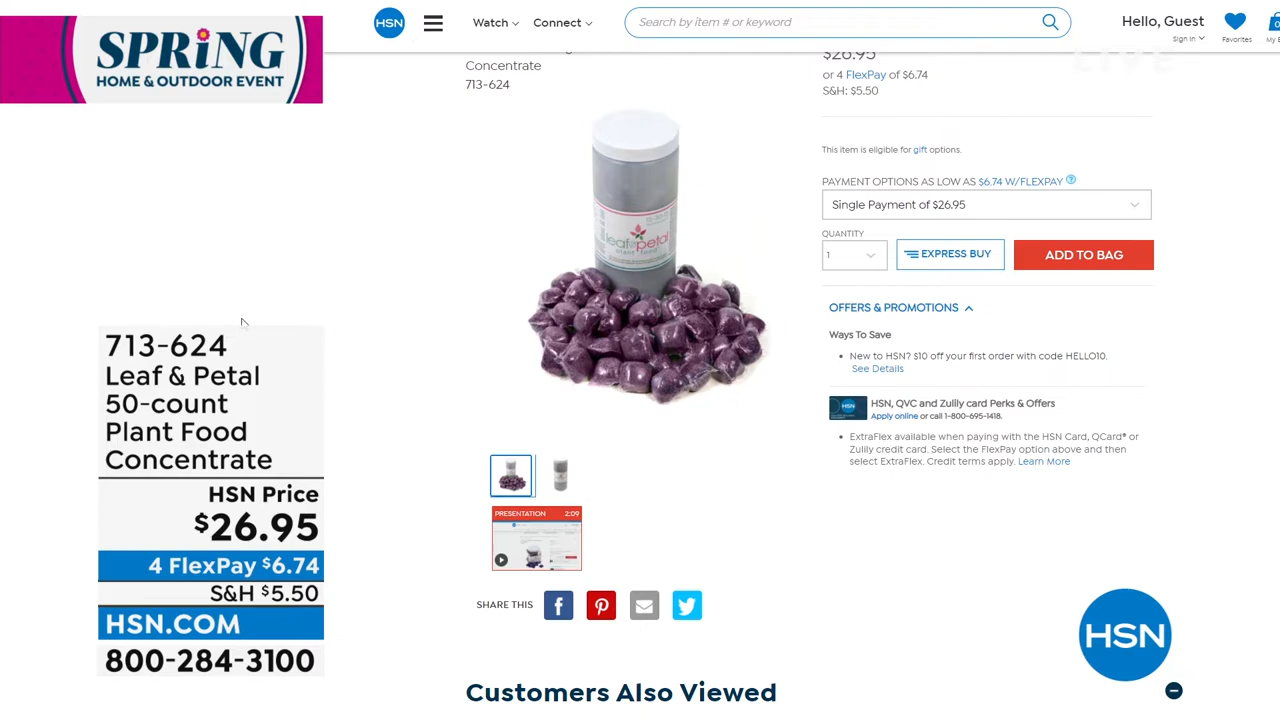 SPRiNG
HOME & OUTDOOR EVENT
HSN
Watch
Connect
Search by item # or keyword
Hello, Guest
Sign In
Favorites
0
LIVE
Concentrate
713-624
$26.95
or 4 FlexPay of $6.74
S&H: $5.50
This item is eligible for gift options.
PAYMENT OPTIONS AS LOW AS $6.74 W/FLEXPAY ?
Single Payment of $26.95
QUANTITY
1
EXPRESS BUY
ADD TO BAG
OFFERS & PROMOTIONS
Ways To Save
• New to HSN? $10 off your first order with code HELLO10.
See Details
HSN
HSN, QVC and Zulily card Perks & Offers
Apply online or call 1-800-695-1418.
• ExtraFlex available when paying with the HSN Card, QCard® or
Zulily credit card. Select the FlexPay option above and then
select ExtraFlex. Credit terms apply. Learn More
leaf petal
plant food
PRESENTATION 2:09
SHARE THIS
713-624
Leaf & Petal
50-count
Plant Food
Concentrate
HSN Price
$26.95
4 FlexPay $6.74
S&H $5.50
HSN.COM
800-284-3100
HSN
Customers Also Viewed